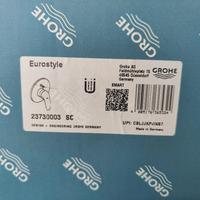 GROHE
Eurostyle
Grohe AG
Feldmühleplatz 15
40545 Düsseldorf
Germany
GROHE
SMART
23730003 SC
DESIGN + ENGINEERING GROHE GERMANY
Made in Germany
GROHE
GROHE